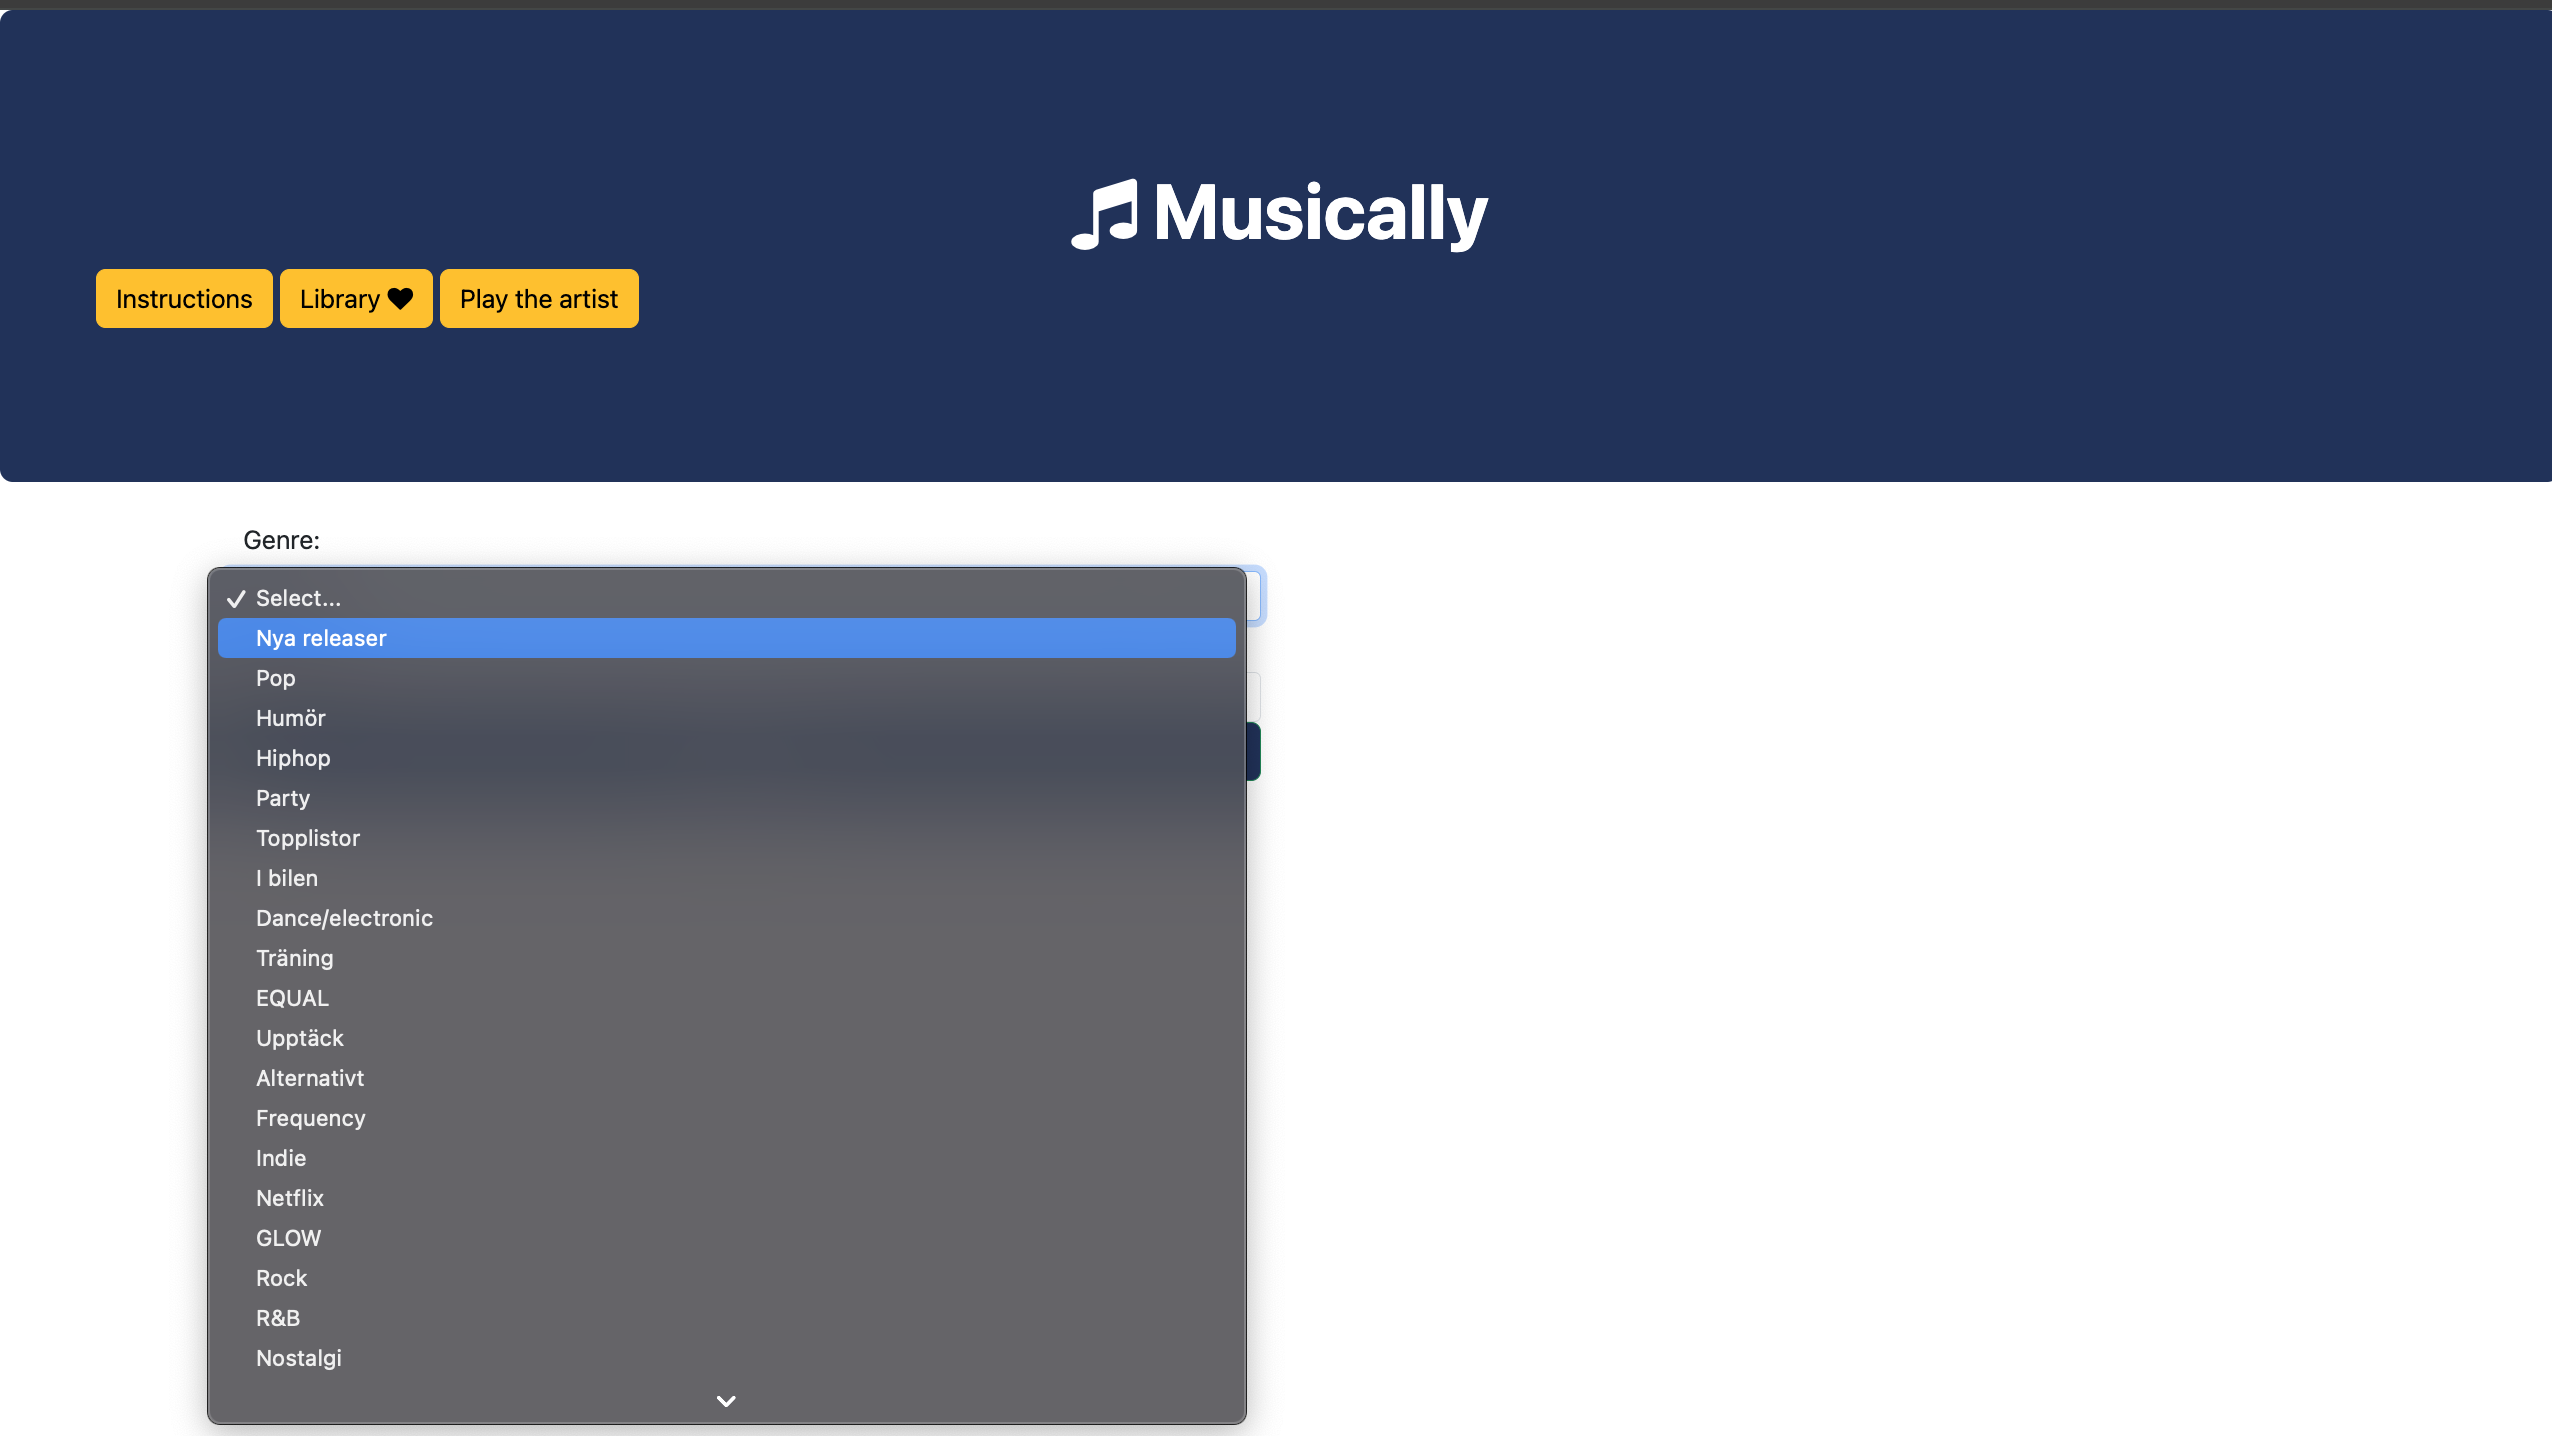 Musically
Instructions
Library
Play the artist
Genre:
Select...
Nya releaser
Pop
Humör
Hiphop
Party
Topplistor
I bilen
Dance/electronic
Träning
EQUAL
Upptäck
Alternativt
Frequency
Indie
Netflix
GLOW
Rock
R&B
Nostalgi